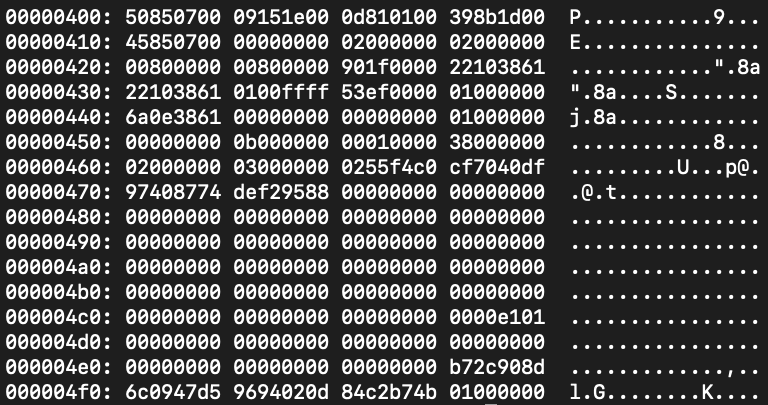 00000400: 50850700 09151e00 0d810100 398b1d00  P...........9...
00000410: 45850700 00000000 02000000 02000000  E...............
00000420: 00800000 00800000 901f0000 22103861  ............".8a
00000430: 22103861 0100ffff 53ef0000 01000000  ".8a....S.......
00000440: 6a0e3861 00000000 00000000 01000000  j.8a............
00000450: 00000000 0b000000 00010000 38000000  ............8...
00000460: 02000000 03000000 0255f4c0 cf7040df  .........U...p@.
00000470: 97408774 def29588 00000000 00000000  .@.t............
00000480: 00000000 00000000 00000000 00000000  ................
00000490: 00000000 00000000 00000000 00000000  ................
000004a0: 00000000 00000000 00000000 00000000  ................
000004b0: 00000000 00000000 00000000 00000000  ................
000004c0: 00000000 00000000 00000000 0000e101  ................
000004d0: 00000000 00000000 00000000 00000000  ................
000004e0: 00000000 00000000 00000000 b72c908d  .............,..
000004f0: 6c0947d5 9694020d 84c2b74b 01000000  l.G........K....